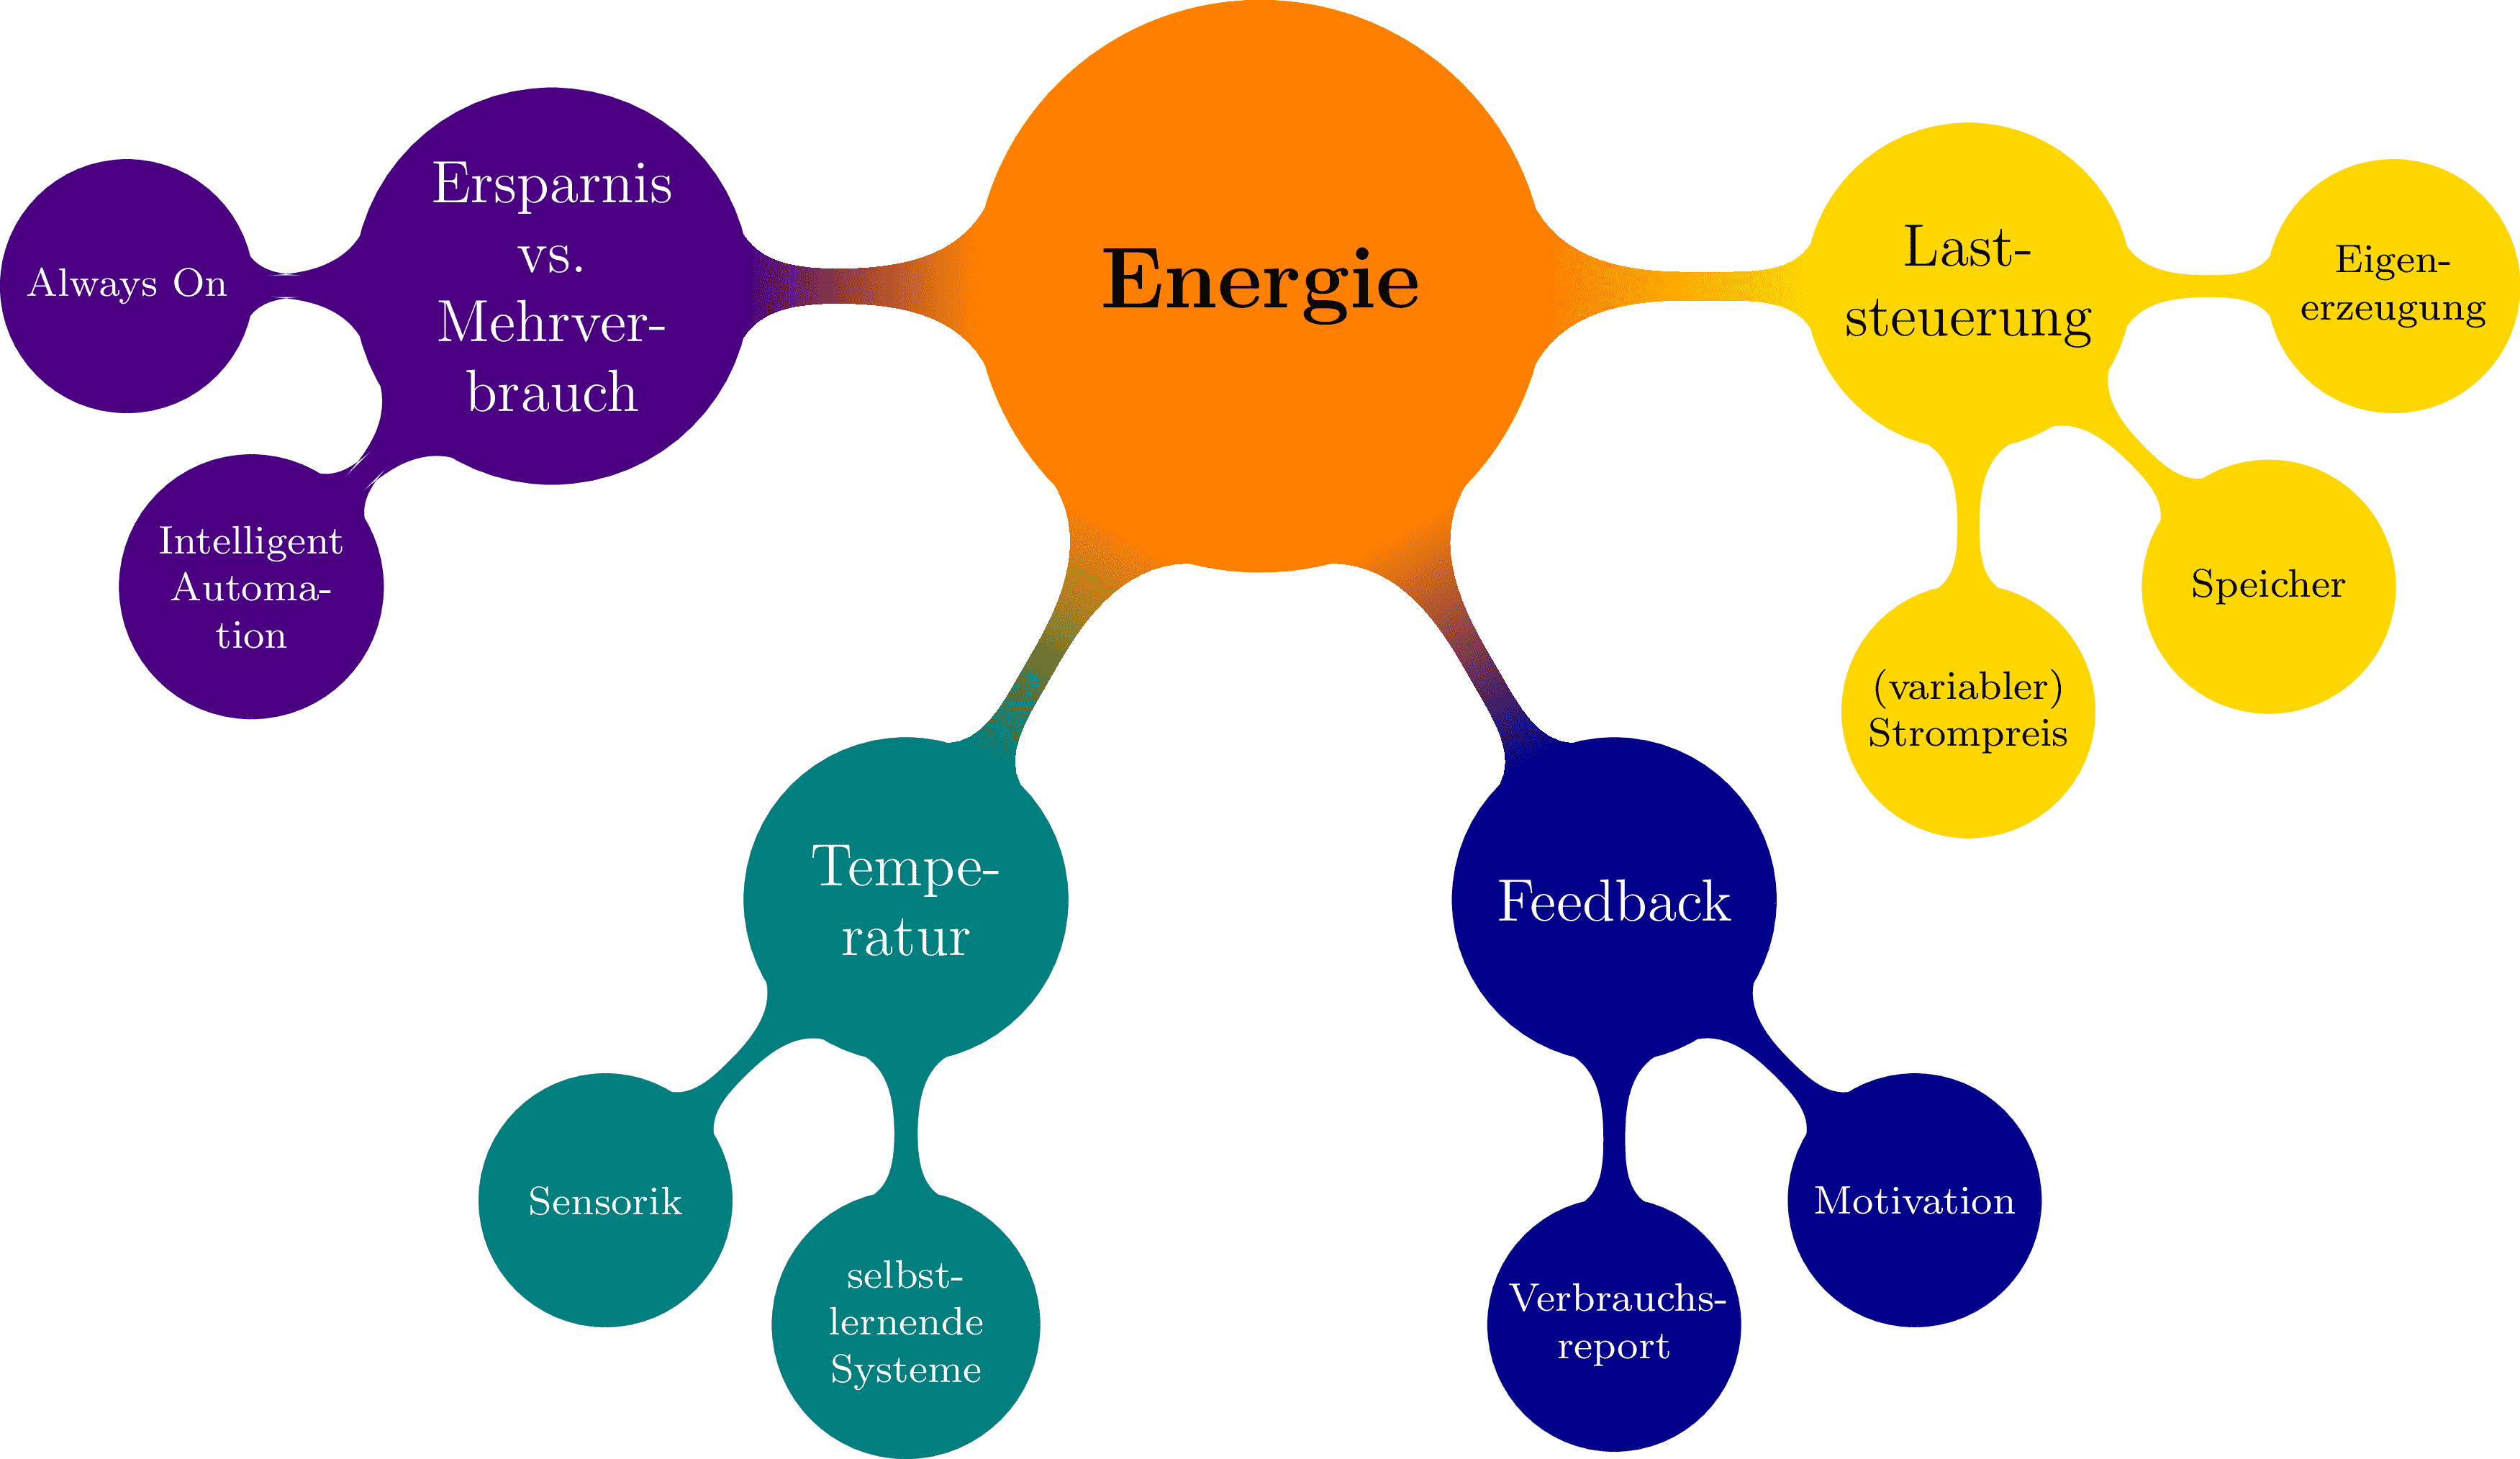 Energie
Ersparnis
vs.
Mehrver-
brauch
Always On
Intelligent
Automa-
tion
Tempe-
ratur
Sensorik
selbst-
lernende
Systeme
Feedback
Verbrauchs-
report
Motivation
Last-
steuerung
(variabler)
Strompreis
Speicher
Eigen-
erzeugung